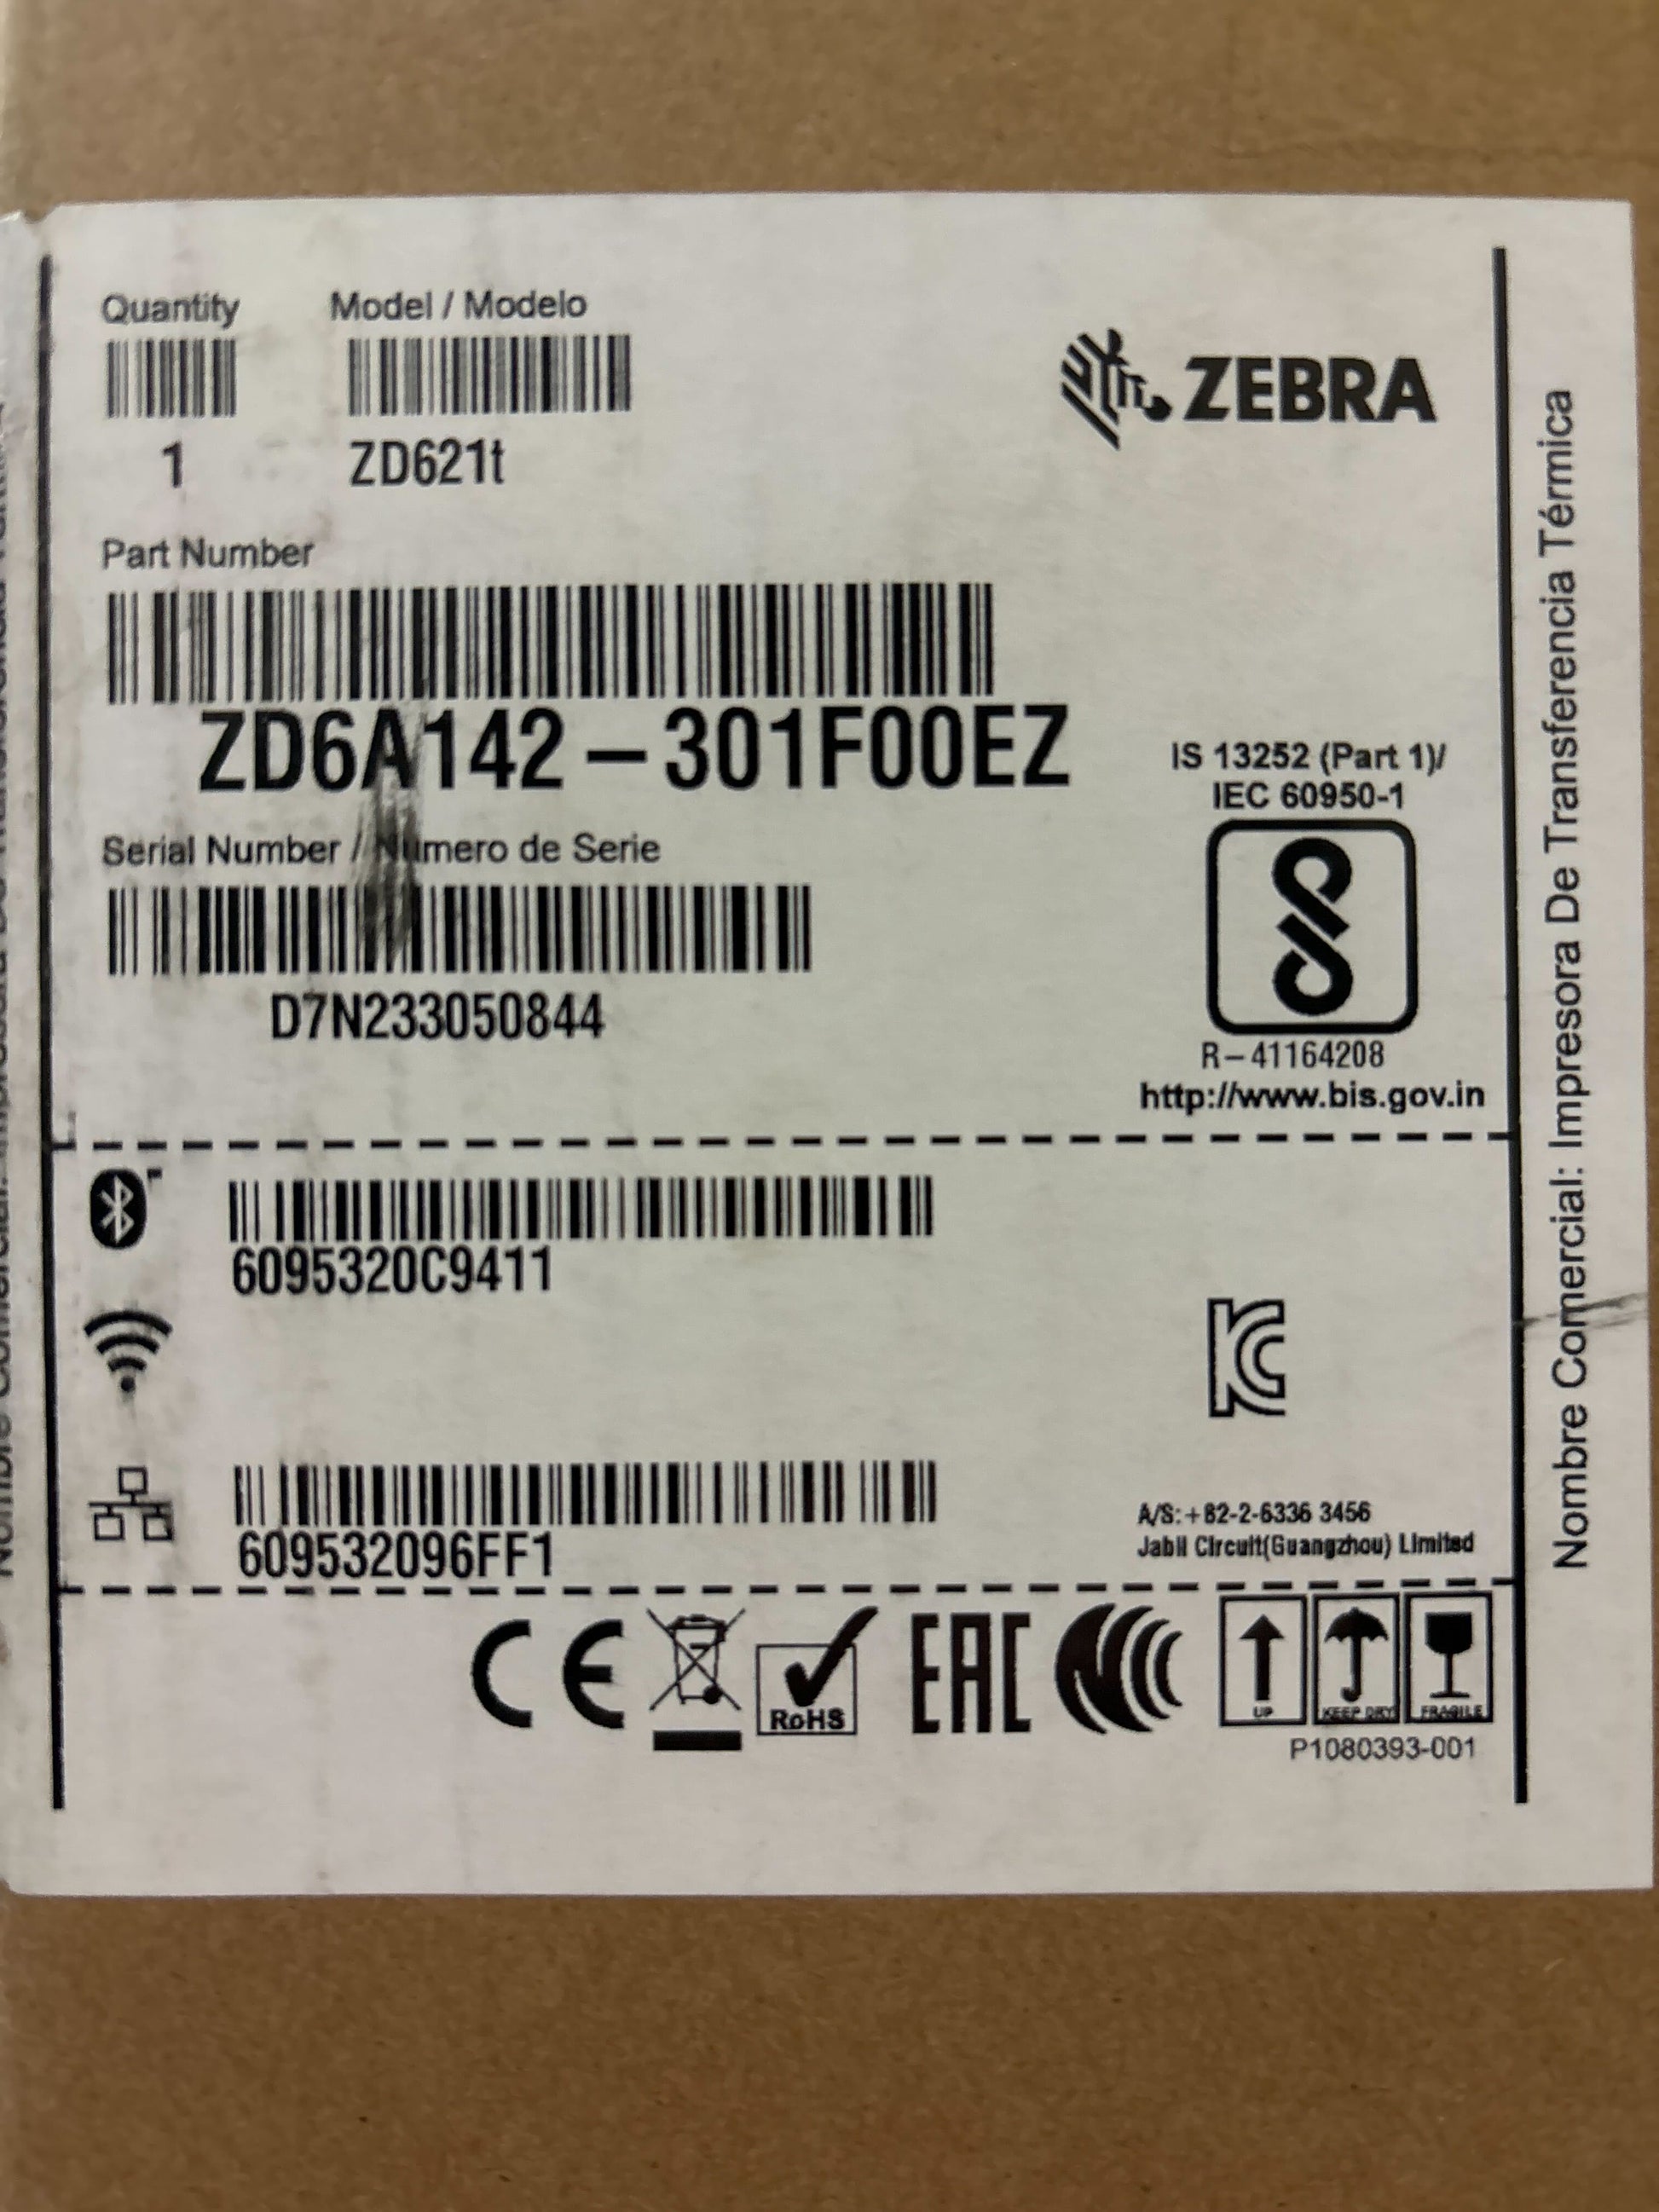 Quantity
Model / Modelo
1
ZD621t
ZEBRA
Part Number
ZD6A142-301F00EZ
Serial Number / Número de Serie
D7N233050844
IS 13252 (Part 1)/
IEC 60950-1
R-41164208
http://www.bis.gov.in
6095320C9411
609532096FF1
A/S:+82-2-6336 3456
Jabil Circuit(Guangzhou) Limited
CE
RoHS
EAC
UP
KEEP DRY
FRAGILE
P1080393-001
Nombre Comercial: Impresora De Transferencia Térmica